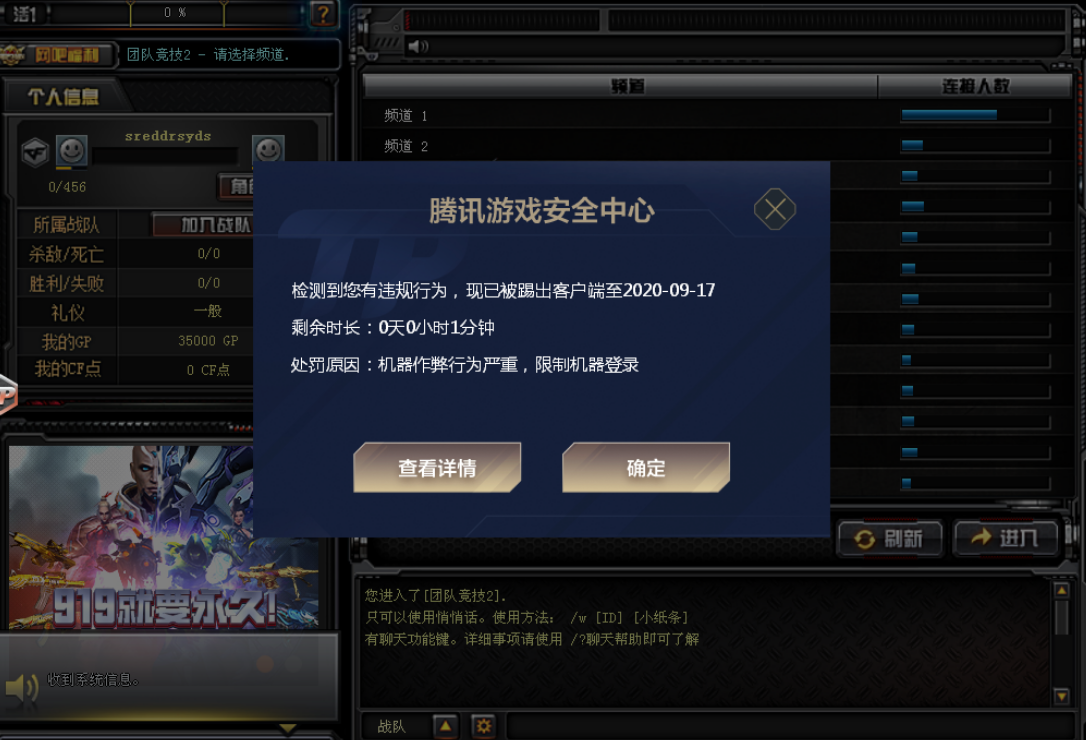 活1
0 %
?
网吧福利
团队竞技2 - 请选择频道.
个人信息
sreddrsyds
0/456
所属战队 加入战队
杀敌/死亡 0/0
胜利/失败 0/0
礼仪 一般
我的GP 35000 GP
我的CF点 0 CF点
频道 连接人数
频道 1
频道 2
腾讯游戏安全中心
检测到您有违规行为，现已被踢出客户端至2020-09-17
剩余时长：0天0小时1分钟
处罚原因：机器作弊行为严重，限制机器登录
查看详情 确定
刷新 进入
919就要永久!
收到系统信息。
您进入了[团队竞技2].
只可以使用悄悄话。使用方法: /w [ID] [小纸条]
有聊天功能键。详细事项请使用 /?聊天帮助即可了解
战队